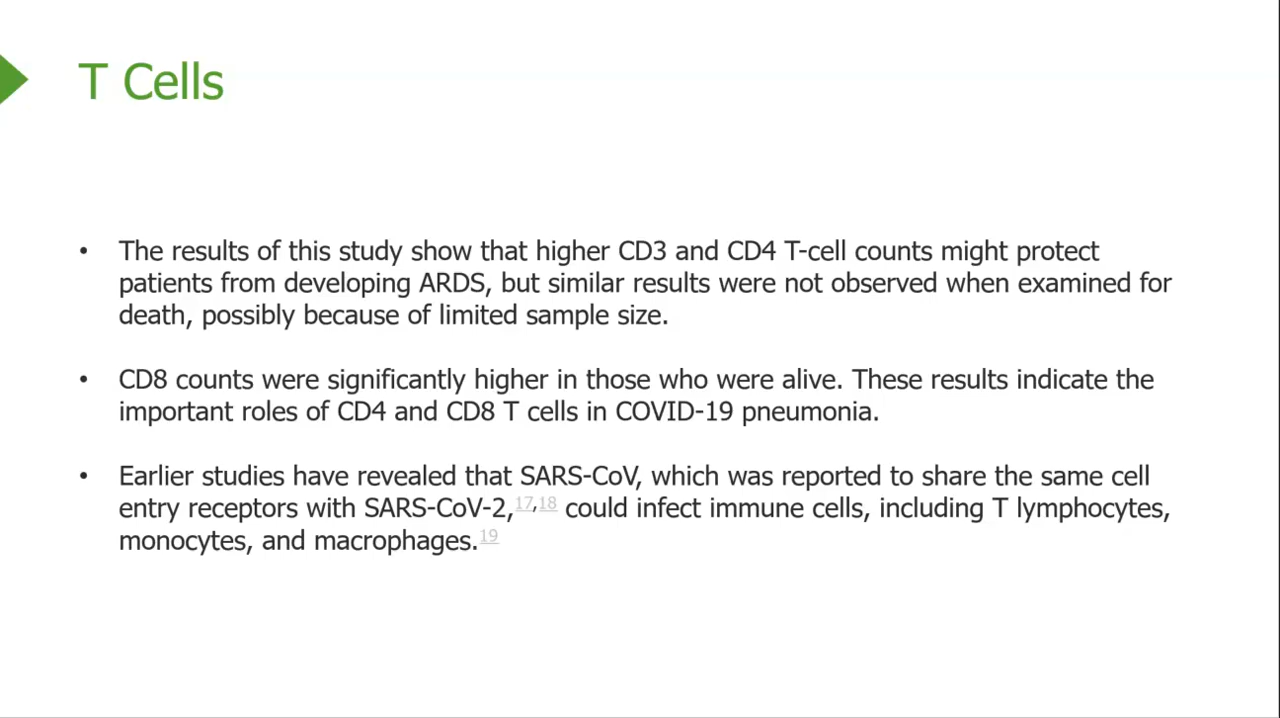 T Cells
• The results of this study show that higher CD3 and CD4 T-cell counts might protect
patients from developing ARDS, but similar results were not observed when examined for
death, possibly because of limited sample size.
• CD8 counts were significantly higher in those who were alive. These results indicate the
important roles of CD4 and CD8 T cells in COVID-19 pneumonia.
• Earlier studies have revealed that SARS-CoV, which was reported to share the same cell
entry receptors with SARS-CoV-2,17,18 could infect immune cells, including T lymphocytes,
monocytes, and macrophages.19